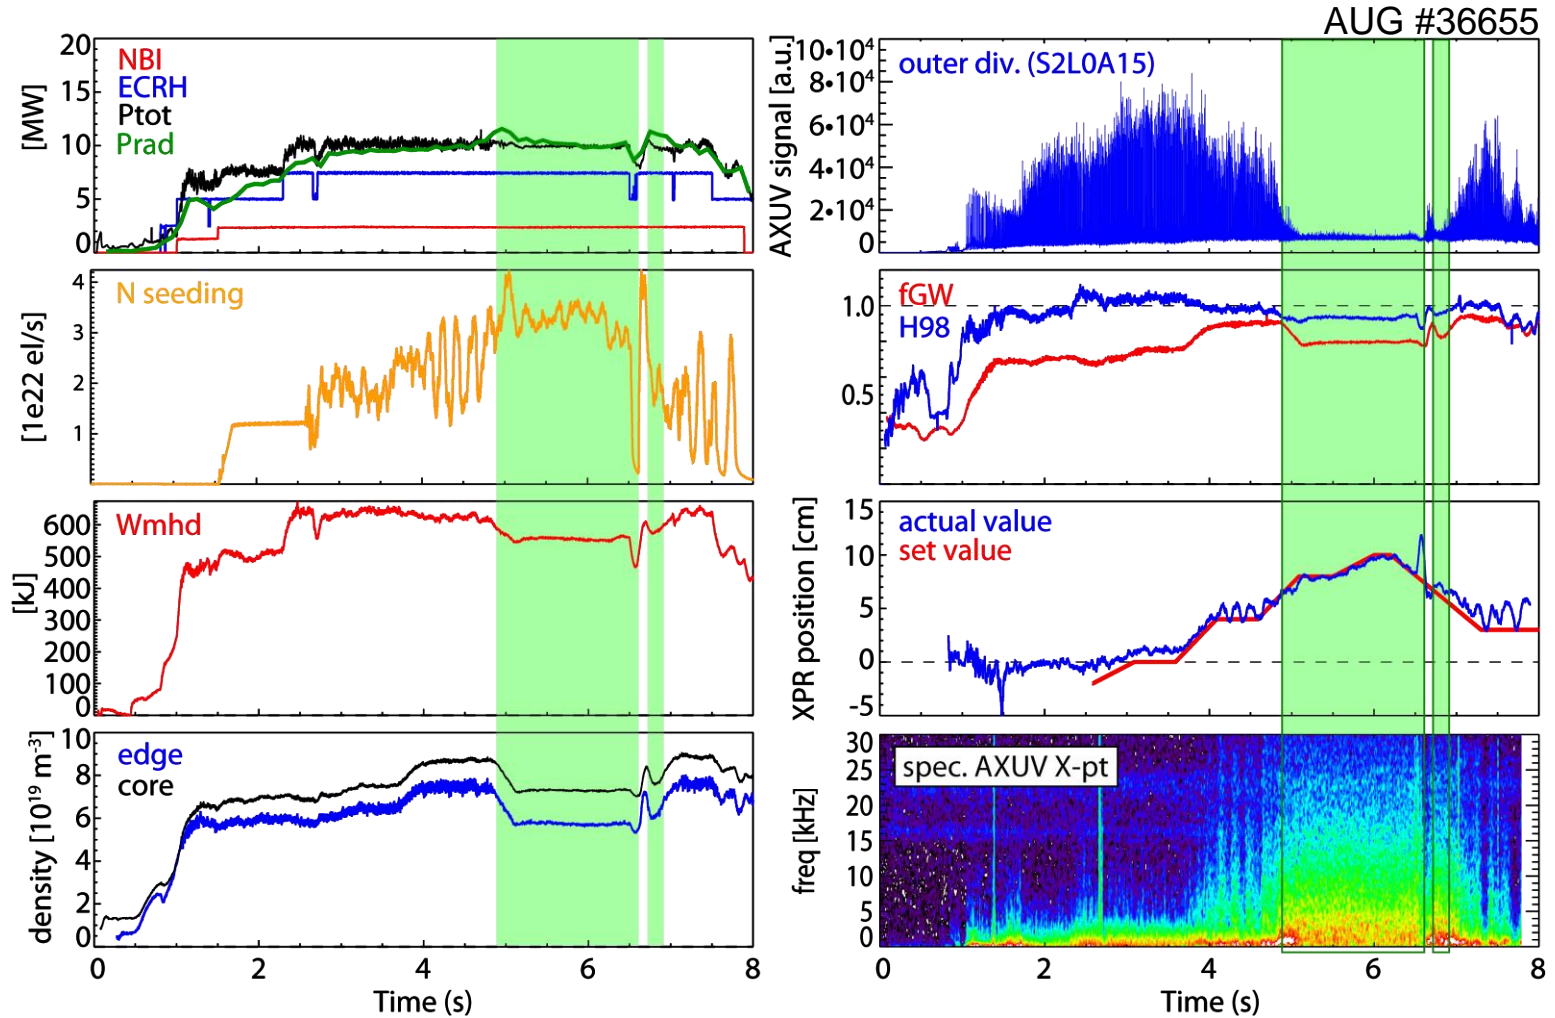 AUG #36655
[MW]
20
15
10
5
0
NBI
ECRH
Ptot
Prad
AXUV signal [a.u.]
10•10⁴
8•10⁴
6•10⁴
4•10⁴
2•10⁴
0
outer div. (S2L0A15)
[1e22 el/s]
4
3
2
1
N seeding
1.0
0.5
fGW
H98
[kJ]
600
500
400
300
200
100
0
Wmhd
XPR position [cm]
15
10
5
0
-5
actual value
set value
density [10¹⁹ m⁻³]
10
8
6
4
2
0
edge
core
freq [kHz]
30
25
20
15
10
5
0
spec. AXUV X-pt
0 2 4 6 8
Time (s)
0 2 4 6 8
Time (s)